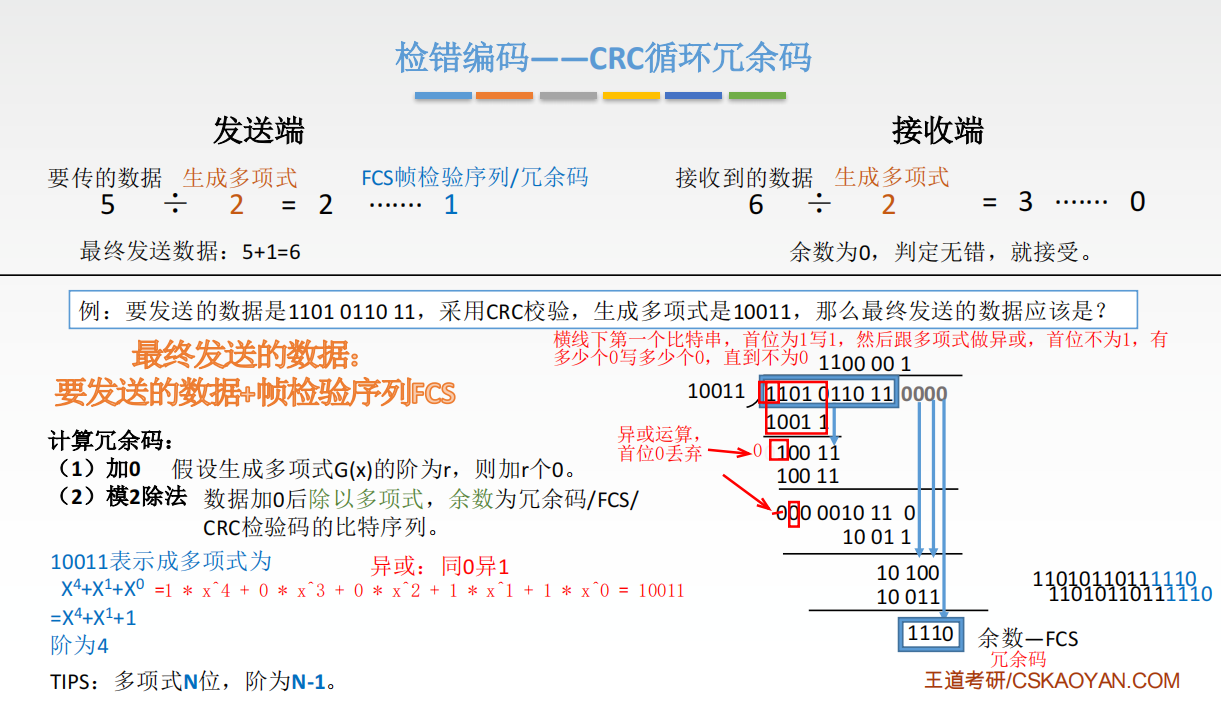 检错编码——CRC循环冗余码
发送端
接收端
要传的数据 生成多项式 FCS帧检验序列/冗余码
5 ÷ 2 = 2 ······· 1
最终发送数据：5+1=6
接收到的数据 生成多项式
6 ÷ 2 = 3 ······· 0
余数为0，判定无错，就接受。
例：要发送的数据是1101 0110 11，采用CRC校验，生成多项式是10011，那么最终发送的数据应该是？
最终发送的数据：
要发送的数据+帧检验序列FCS
计算冗余码：
（1）加0 假设生成多项式G(x)的阶为r，则加r个0。
（2）模2除法 数据加0后除以多项式，余数为冗余码/FCS/
CRC检验码的比特序列。
10011表示成多项式为
X⁴+X¹+X⁰ =1 * x^4 + 0 * x^3 + 0 * x^2 + 1 * x^1 + 1 * x^0 = 10011
=X⁴+X¹+1
阶为4
异或：同0异1
TIPS：多项式N位，阶为N-1。
横线下第一个比特串，首位为1写1，然后跟多项式做异或，首位不为1，有
多少个0写多少个0，直到不为0
1100 00 1
10011 1101 0110 11 0000
1001 1
异或运算，
首位0丢弃
0 100 11
100 11
000 0010 11 0
10 01 1
10 100
10 011
1110 余数—FCS
冗余码
11010110111110
11010110111110
王道考研/CSKAOYAN.COM